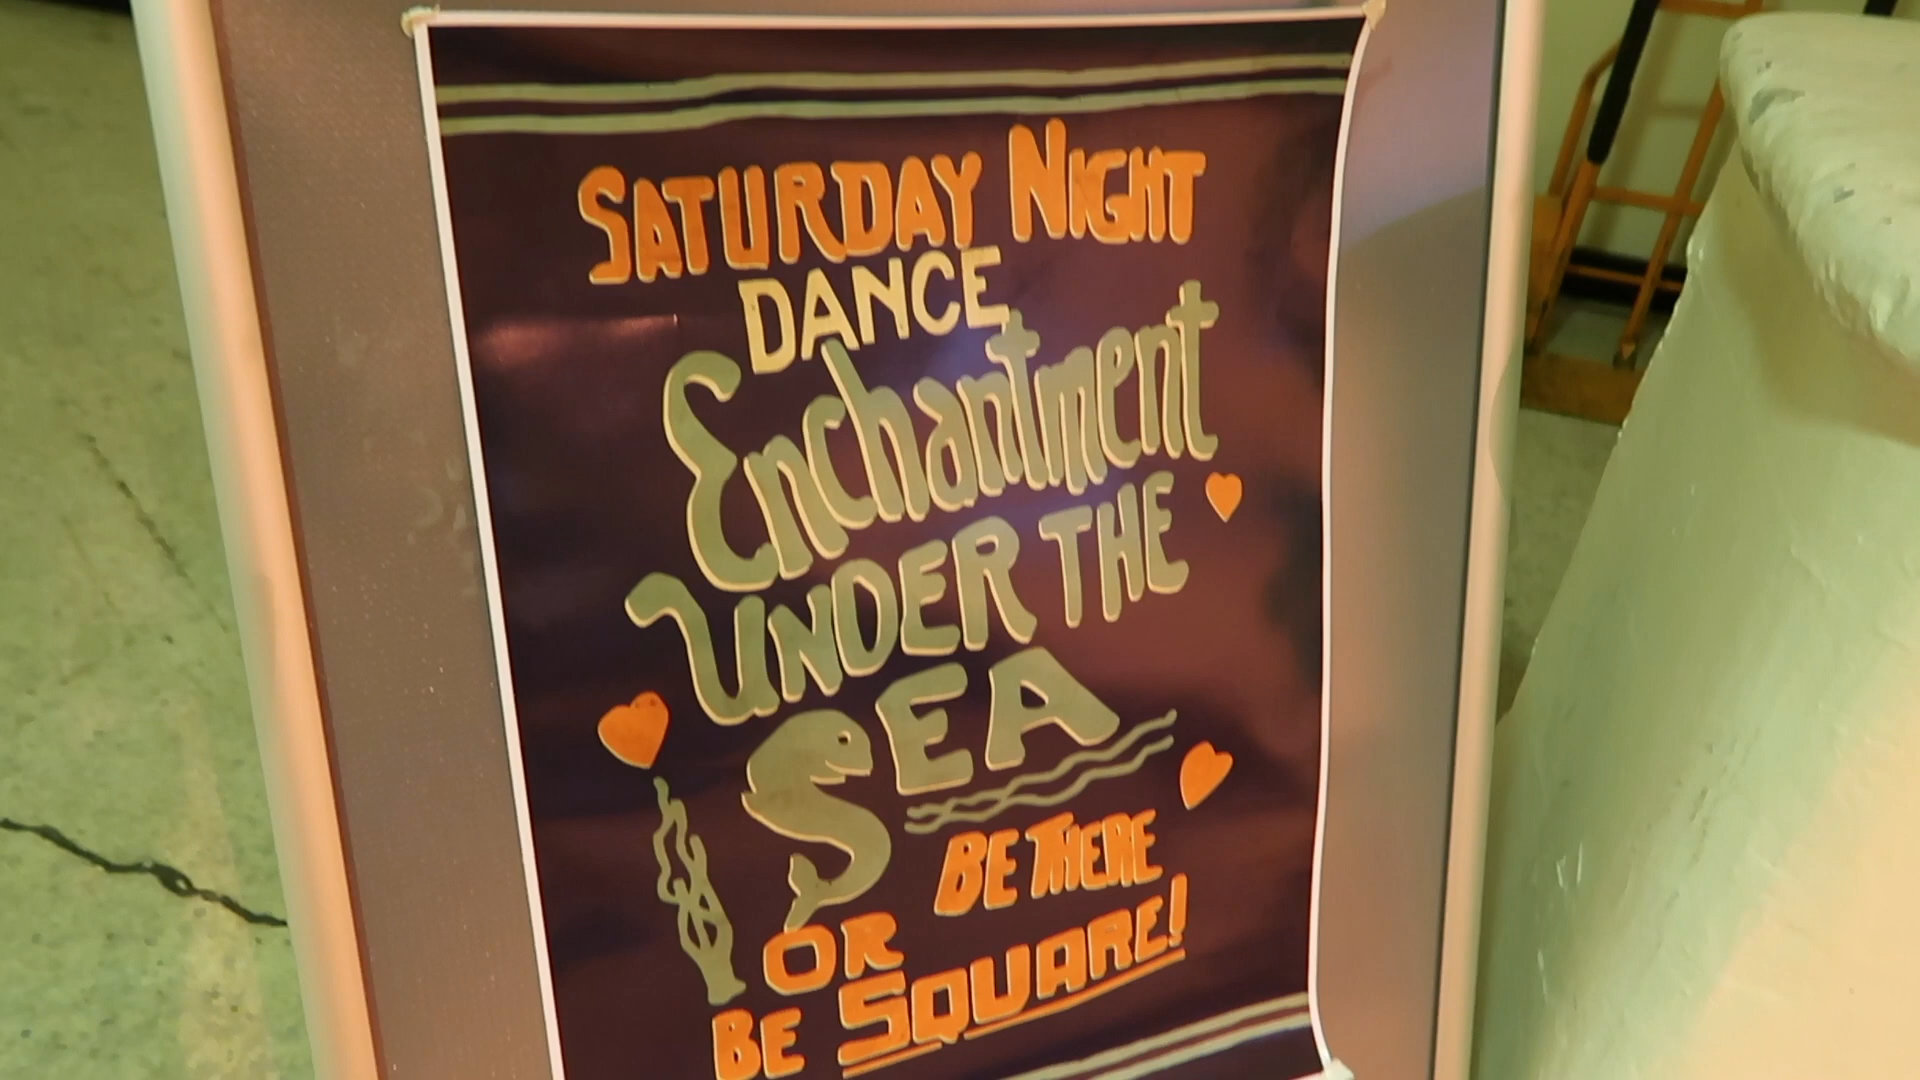 SATURDAY NIGHT
DANCE
Enchantment
UNDER THE
SEA
BE THERE
OR
BE SQUARE!